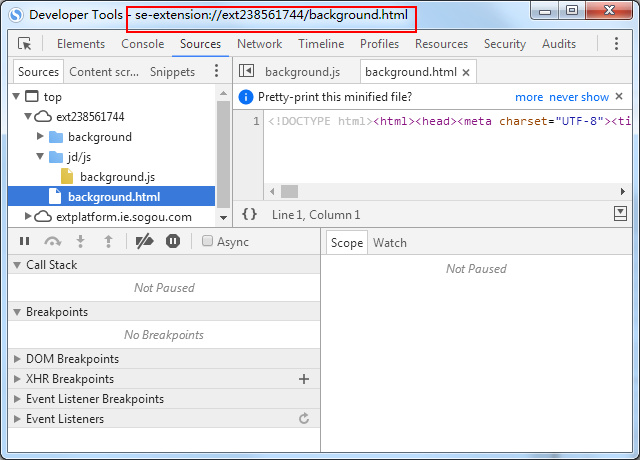 Developer Tools - se-extension://ext238561744/background.html
Elements Console Sources Network Timeline Profiles Resources Security Audits
Sources Content scr... Snippets
background.js background.html
top
ext238561744
background
jd/js
background.js
background.html
extplatform.ie.sogou.com
Pretty-print this minified file? more never show
1 <!DOCTYPE html><html><head><meta charset="UTF-8"><ti
{} Line 1, Column 1
Async
Call Stack
Not Paused
Breakpoints
No Breakpoints
DOM Breakpoints
XHR Breakpoints
Event Listener Breakpoints
Event Listeners
Scope Watch
Not Paused